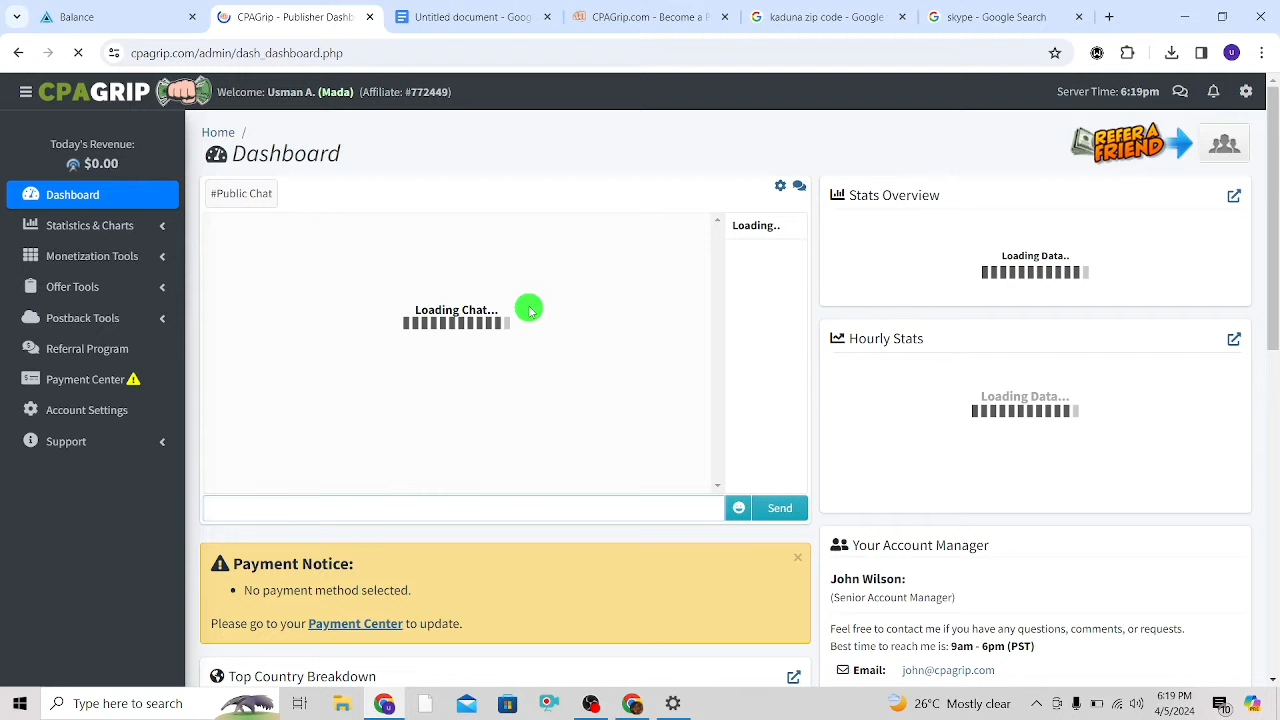 Balance
CPAGrip - Publisher Dashb
Untitled document - Goog
CPAGrip.com - Become a P
kaduna zip code - Google
skype - Google Search
cpagrip.com/admin/dash_dashboard.php
u
CPAGRIP
Welcome: Usman A. (Mada) (Affiliate: #772449)
Server Time: 6:19pm
Today's Revenue:
$0.00
Dashboard
Statistics & Charts
Monetization Tools
Offer Tools
Postback Tools
Referral Program
Payment Center
Account Settings
Support
Home /
Dashboard
REFER A
FRIEND
#Public Chat
Loading Chat...
Loading..
Send
Payment Notice:
• No payment method selected.
Please go to your Payment Center to update.
Top Country Breakdown
Stats Overview
Loading Data..
Hourly Stats
Loading Data...
Your Account Manager
John Wilson:
(Senior Account Manager)
Feel free to contact me if you have any questions, comments, or requests.
Best time to reach me is: 9am - 6pm (PST)
Email: john@cpagrip.com
Type here to search
26°C Mostly clear
6:19 PM
4/5/2024